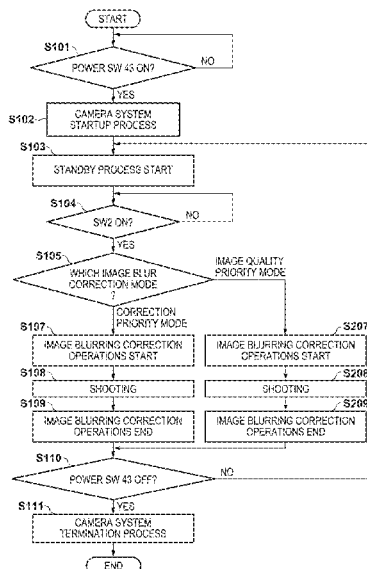 START
S101
POWER SW 43 ON?
NO
YES
S102
CAMERA SYSTEM
STARTUP PROCESS
S103
STANDBY PROCESS START
S104
SW2 ON?
NO
YES
S105
WHICH IMAGE BLUR
CORRECTION MODE
?
IMAGE QUALITY
PRIORITY MODE
CORRECTION
PRIORITY MODE
S107
IMAGE BLURRING CORRECTION
OPERATIONS START
S207
IMAGE BLURRING CORRECTION
OPERATIONS START
S108
SHOOTING
S208
SHOOTING
S109
IMAGE BLURRING CORRECTION
OPERATIONS END
S209
IMAGE BLURRING CORRECTION
OPERATIONS END
S110
POWER SW 43 OFF?
NO
YES
S111
CAMERA SYSTEM
TERMINATION PROCESS
END